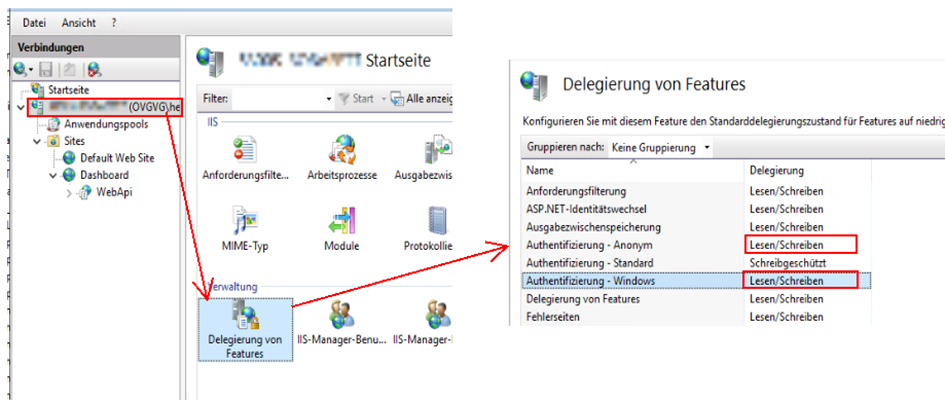 Datei Ansicht ?
Verbindungen
Startseite
(OVGVG\he
Anwendungspools
Sites
Default Web Site
Dashboard
WebApi
Startseite
Filter: Start Alle anzeig
IIS
Anforderungsfilte... Arbeitsprozesse Ausgabezwis
MIME-Typ Module Protokollie
Verwaltung
Delegierung von Features IIS-Manager-Benu... IIS-Manager-
Delegierung von Features
Konfigurieren Sie mit diesem Feature den Standarddelegierungszustand für Features auf niedrig
Gruppieren nach: Keine Gruppierung
Name Delegierung
Anforderungsfilterung Lesen/Schreiben
ASP.NET-Identitätswechsel Lesen/Schreiben
Ausgabezwischenspeicherung Lesen/Schreiben
Authentifizierung - Anonym Lesen/Schreiben
Authentifizierung - Standard Schreibgeschützt
Authentifizierung - Windows Lesen/Schreiben
Delegierung von Features Lesen/Schreiben
Fehlerseiten Lesen/Schreiben